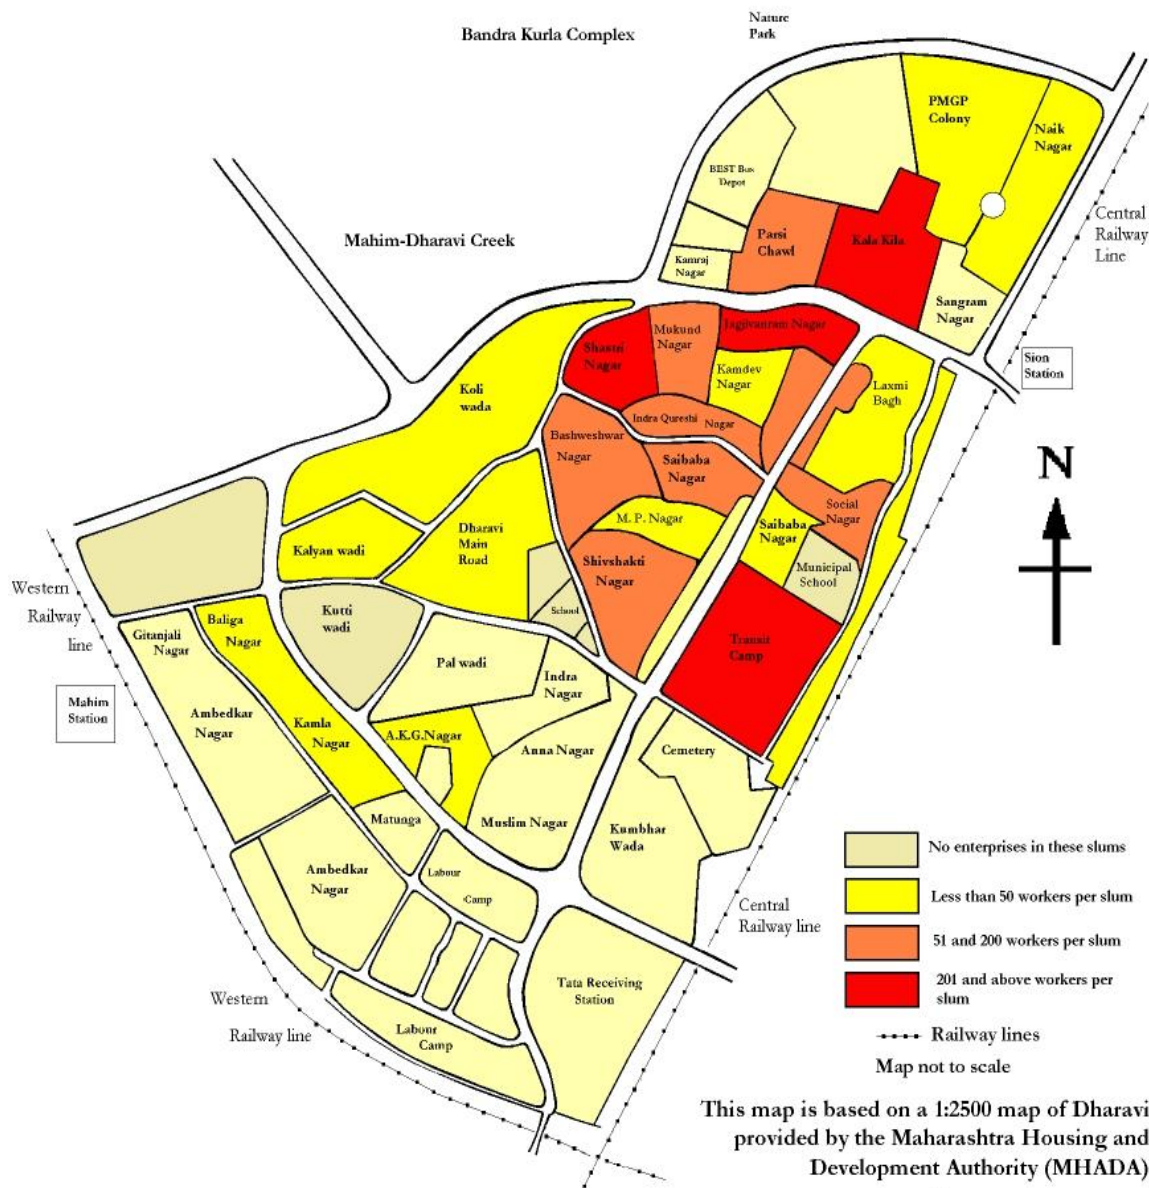 Bandra Kurla Complex
Nature
Park
PMGP
Colony
Naik
Nagar
BEST Bus
Depot
Central
Railway
Line
Mahim-Dharavi Creek
Parsi
Chawl
Kala Kila
Kamraj
Nagar
Sangram
Nagar
Jagjivanram Nagar
Mukund
Nagar
Shastri
Nagar
Sion
Station
Kamdev
Nagar
Laxmi
Bagh
Koli
wada
Indra Qureshi Nagar
Bashweshwar
Nagar
Saibaba
Nagar
N
Social
Nagar
M. P. Nagar
Saibaba
Nagar
Dharavi
Main
Road
Kalyan wadi
Shivshakti
Nagar
Municipal
School
Western
Railway
line
Kutti
wadi
School
Baliga
Nagar
Gitanjali
Nagar
Transit
Camp
Pal wadi
Indra
Nagar
Mahim
Station
Ambedkar
Nagar
Kamla
Nagar
A.K.G.Nagar
Anna Nagar
Cemetery
Matunga
Muslim Nagar
Kumbhar
Wada
No enterprises in these slums
Ambedkar
Nagar
Labour
Camp
Less than 50 workers per slum
Central
Railway line
51 and 200 workers per slum
Tata Receiving
Station
201 and above workers per
slum
Western
Railway line
Labour
Camp
Railway lines
Map not to scale
This map is based on a 1:2500 map of Dharavi
provided by the Maharashtra Housing and
Development Authority (MHADA)